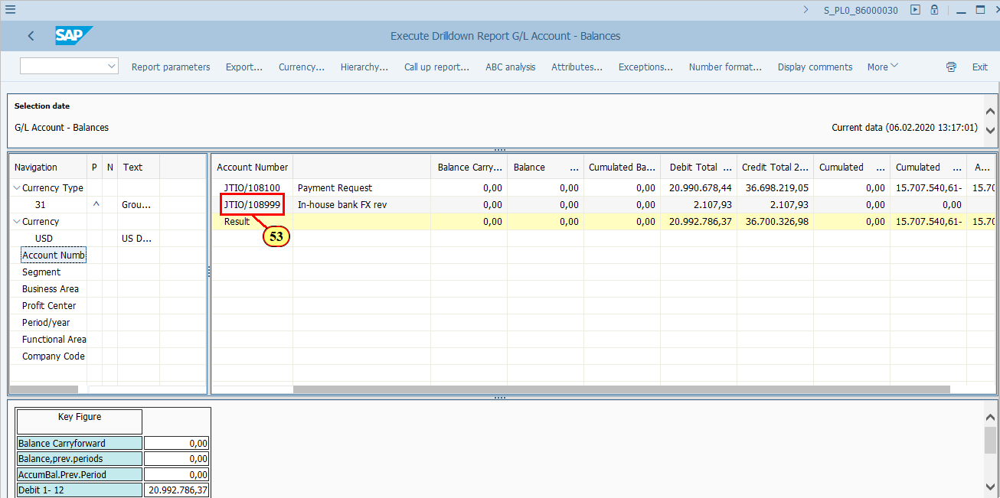 S_PL0_86000030
SAP Execute Drilldown Report G/L Account - Balances
Report parameters Export... Currency... Hierarchy... Call up report... ABC analysis Attributes... Exceptions... Number format... Display comments More Exit
Selection date
G/L Account - Balances Current data (06.02.2020 13:17:01)
Navigation P N Text
Currency Type
31 Grou...
Currency
USD US D...
Account Numb
Segment
Business Area
Profit Center
Period/year
Functional Area
Company Code
Account Number Balance Carry... Balance ... Cumulated Ba... Debit Total ... Credit Total 2... Cumulated ... Cumulated ... A...
JTIO/108100 Payment Request 0,00 0,00 0,00 20.990.678,44 36.698.219,05 0,00 15.707.540,61- 15.70
JTIO/108999 In-house bank FX rev 0,00 0,00 0,00 2.107,93 2.107,93 0,00 0,00
Result 0,00 0,00 0,00 20.992.786,37 36.700.326,98 0,00 15.707.540,61- 15.70
53
Key Figure
Balance Carryforward 0,00
Balance,prev.periods 0,00
AccumBal.Prev.Period 0,00
Debit 1- 12 20.992.786,37